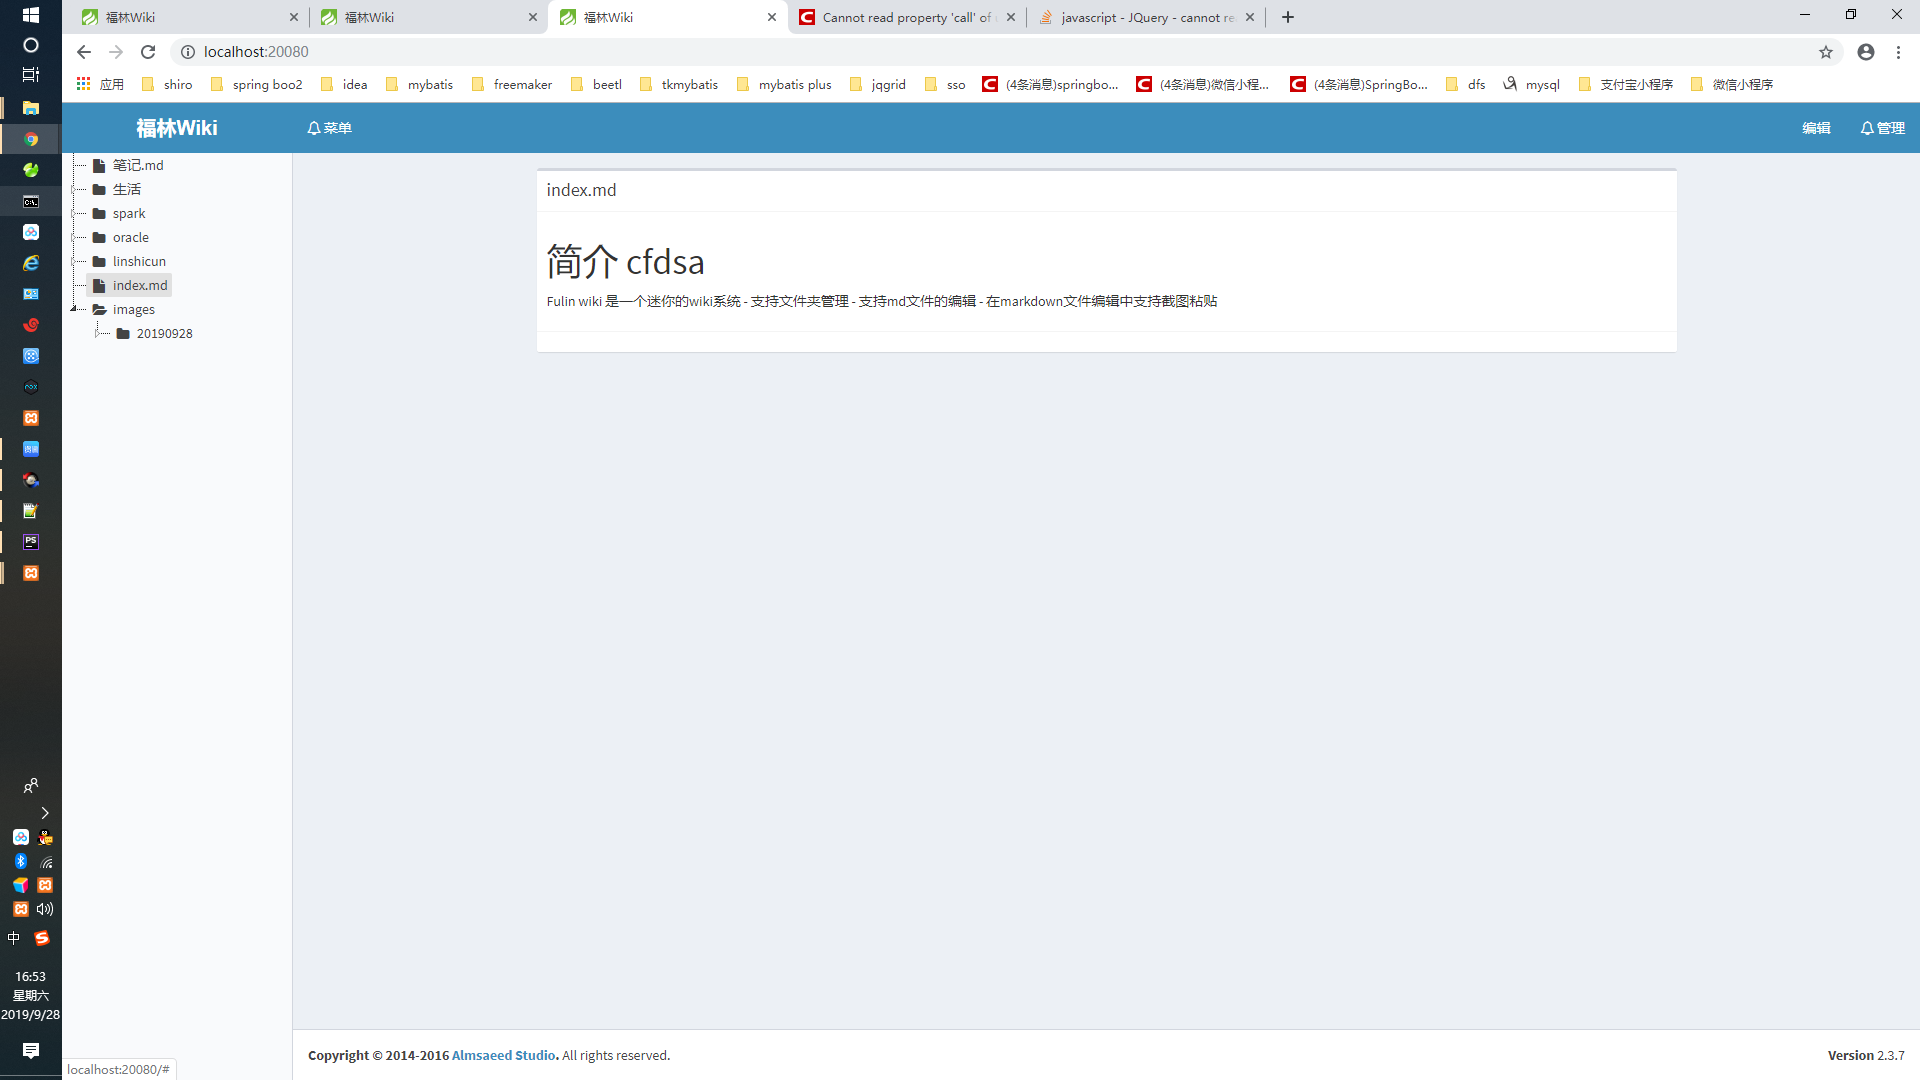 福林Wiki
福林Wiki
福林Wiki
Cannot read property 'call' of
javascript - JQuery - cannot re
localhost:20080
应用
shiro
spring boo2
idea
mybatis
freemaker
beetl
tkmybatis
mybatis plus
jqgrid
sso
(4条消息)springbo...
(4条消息)微信小程...
(4条消息)SpringBo...
dfs
mysql
支付宝小程序
微信小程序
福林Wiki
菜单
编辑
管理
笔记.md
生活
spark
oracle
linshicun
index.md
images
20190928
index.md
简介 cfdsa
Fulin wiki 是一个迷你的wiki系统 - 支持文件夹管理 - 支持md文件的编辑 - 在markdown文件编辑中支持截图粘贴
中
16:53
星期六
2019/9/28
Copyright © 2014-2016 Almsaeed Studio. All rights reserved.
Version 2.3.7
localhost:20080/#